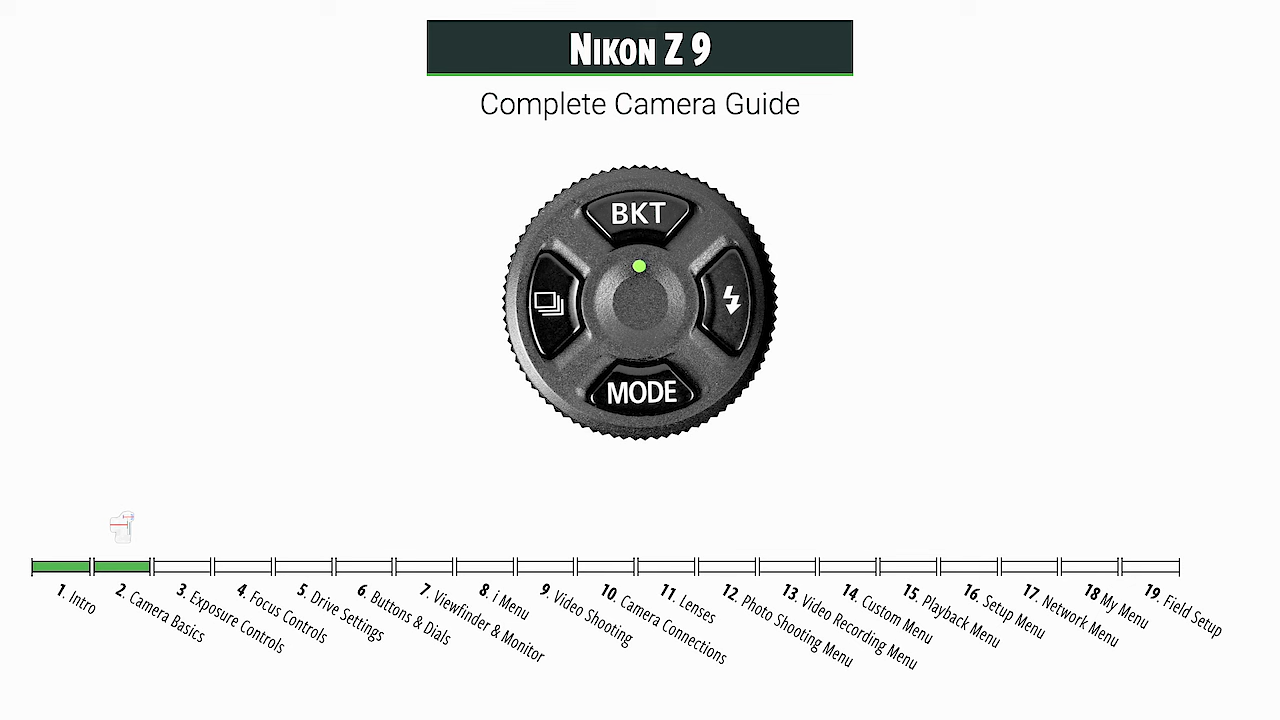 NIKON Z 9
Complete Camera Guide
BKT
MODE
1. Intro
2. Camera Basics
3. Exposure Controls
4. Focus Controls
5. Drive Settings
6. Buttons & Dials
7. Viewfinder & Monitor
8. i Menu
9. Video Shooting
10. Camera Connections
11. Lenses
12. Photo Shooting Menu
13. Video Recording Menu
14. Custom Menu
15. Playback Menu
16. Setup Menu
17. Network Menu
18 My Menu
19. Field Setup